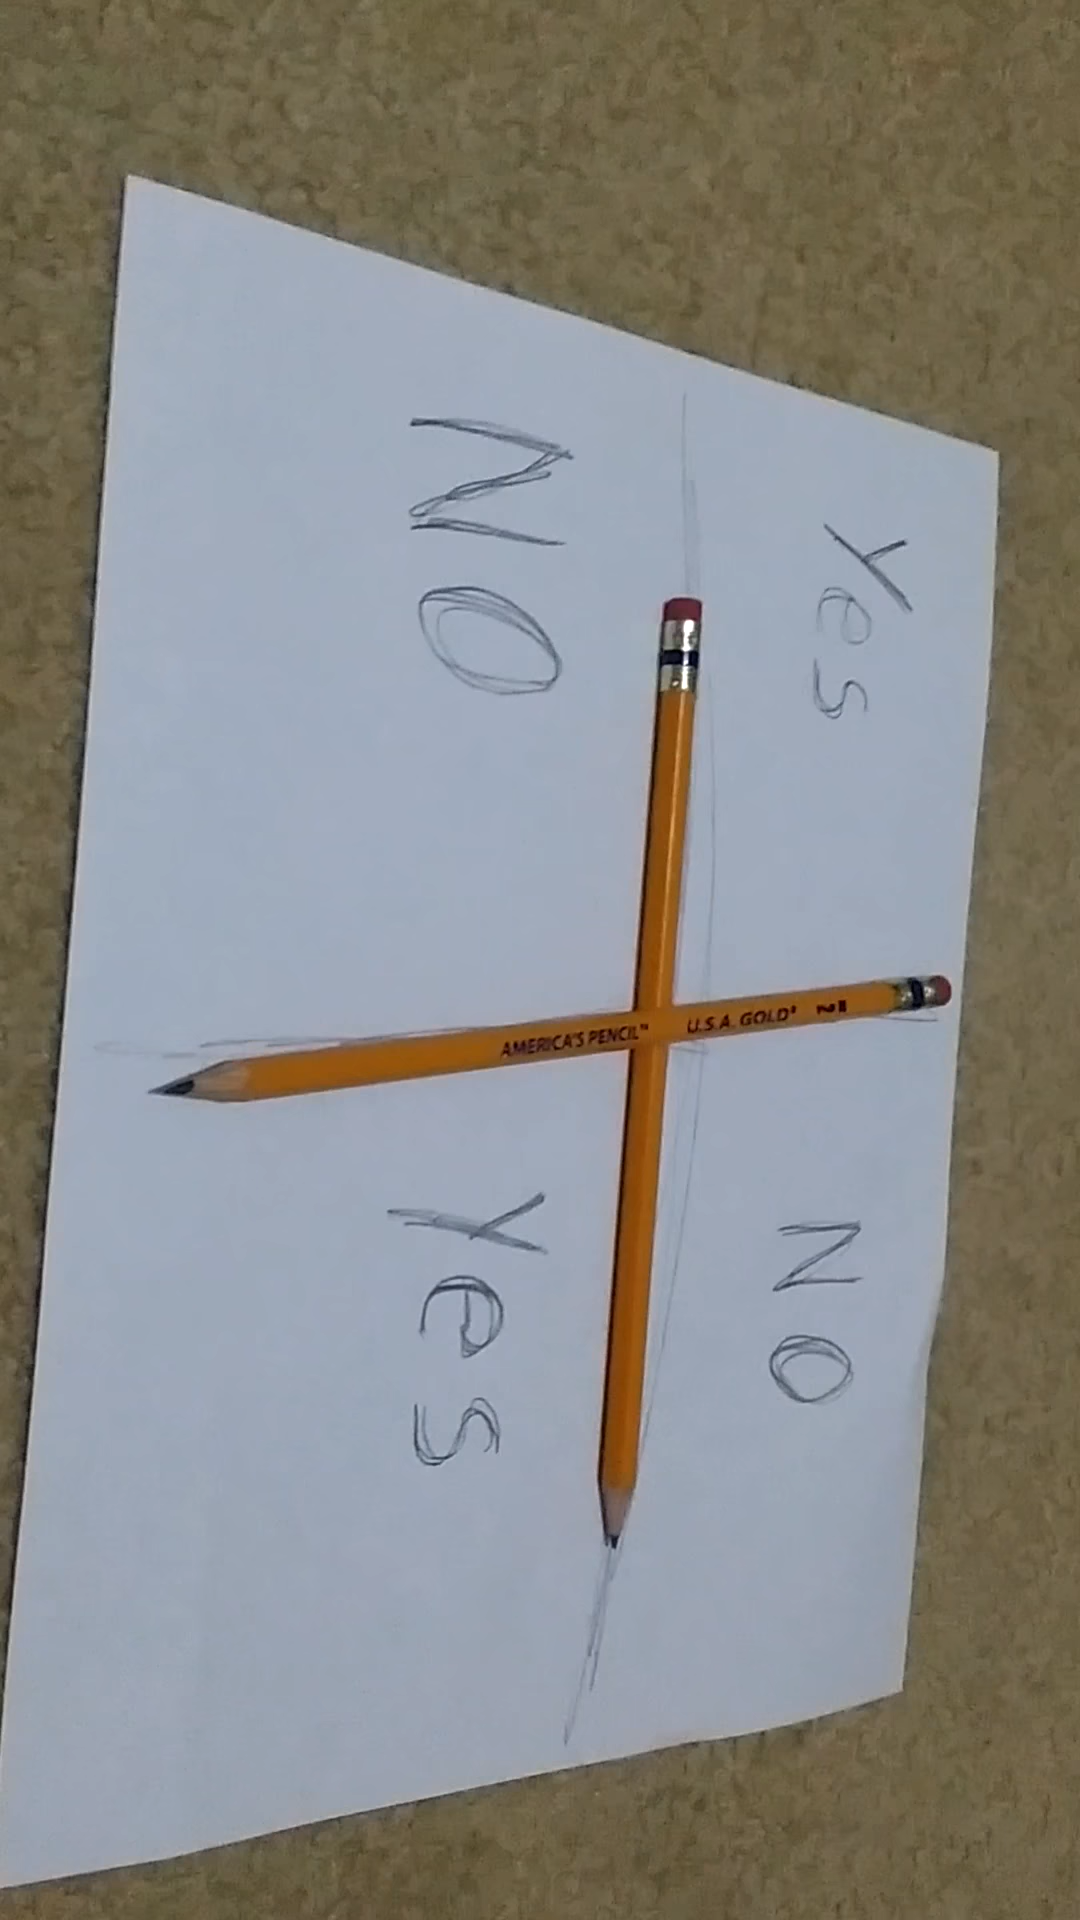 Yes NO
AMERICA'S PENCIL™ U.S.A. GOLD®
NO Yes